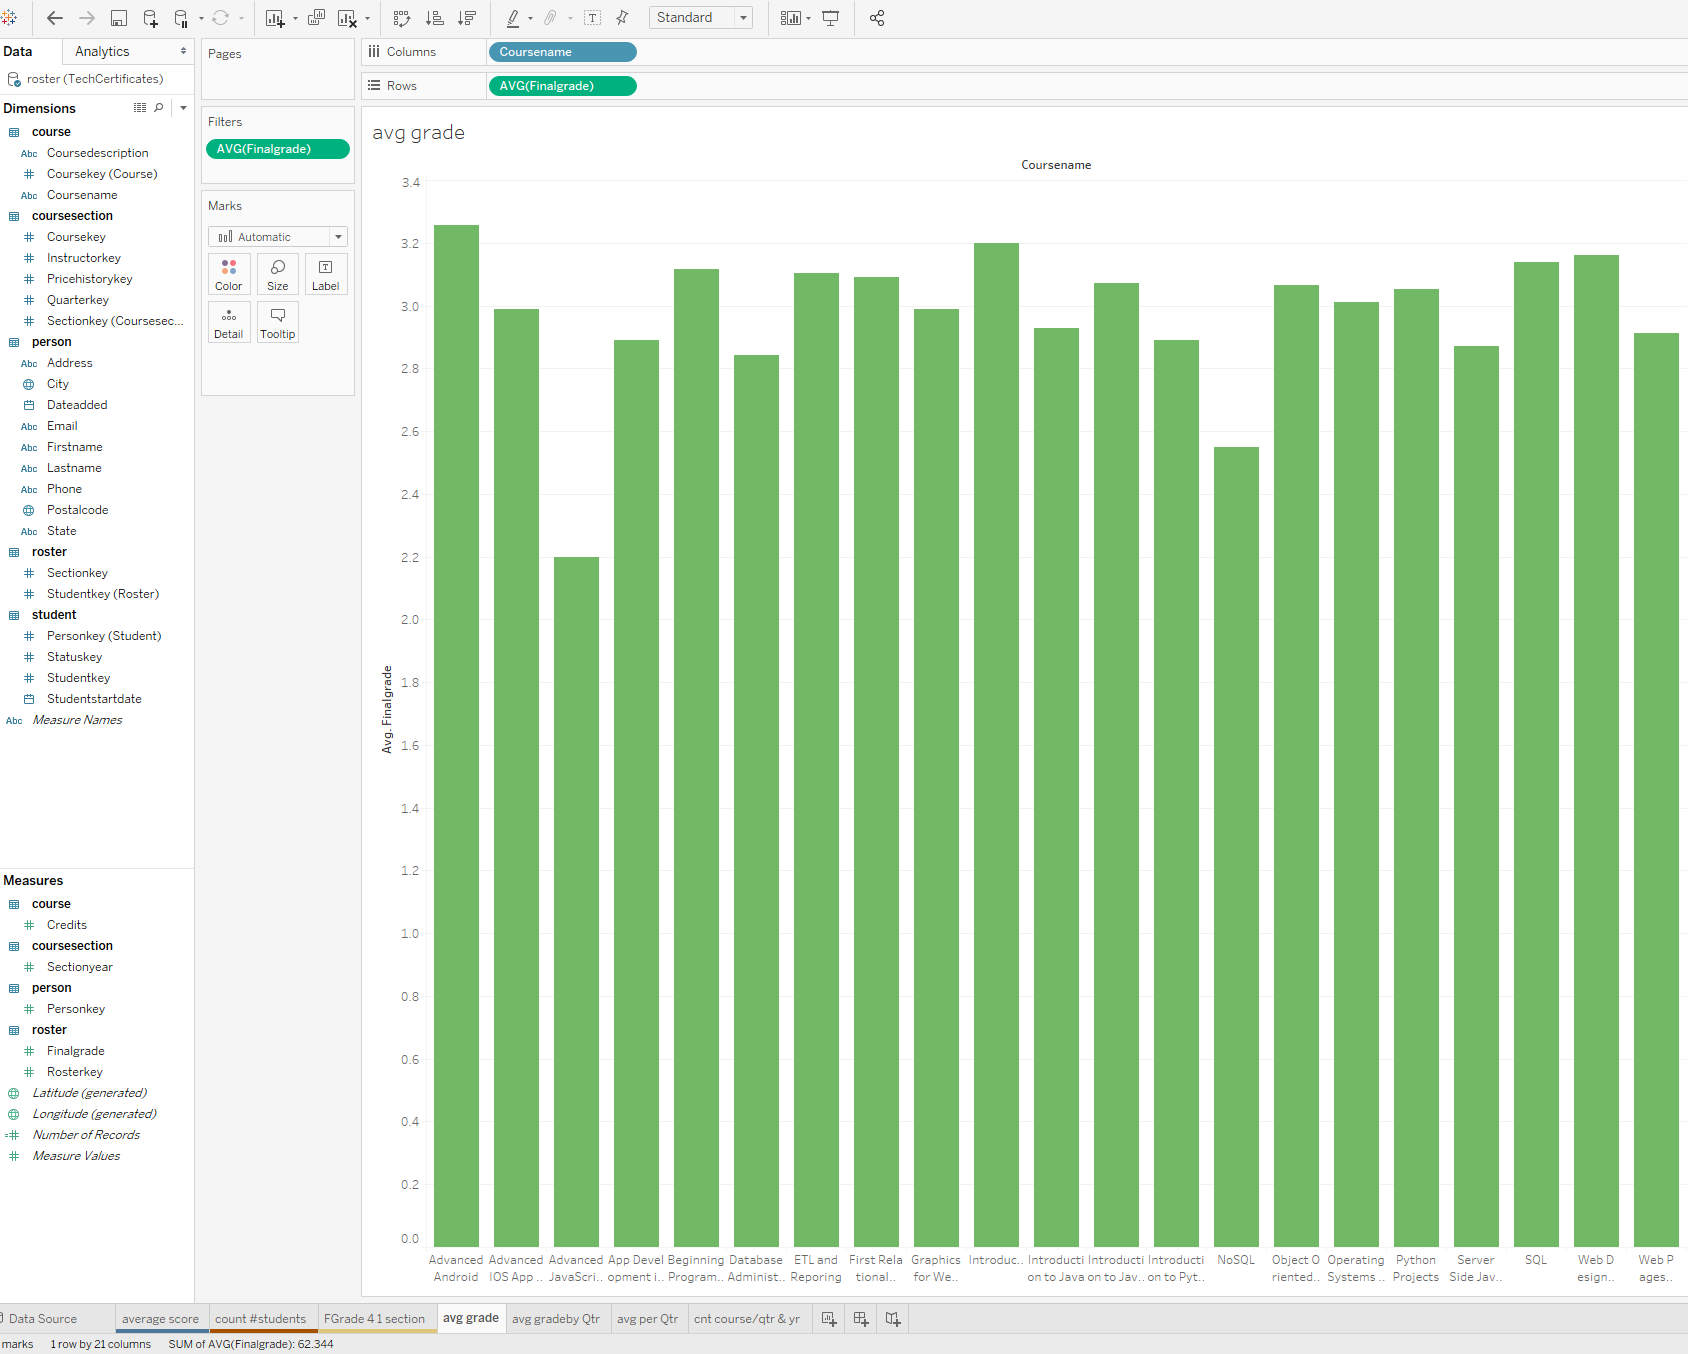 Standard
Data
Analytics
roster (TechCertificates)
Dimensions
course
Abc Coursedescription
# Coursekey (Course)
Abc Coursename
coursesection
# Coursekey
# Instructorkey
# Pricehistorykey
# Quarterkey
# Sectionkey (Coursesec...
person
Abc Address
City
Dateadded
Abc Email
Abc Firstname
Abc Lastname
Abc Phone
Postalcode
Abc State
roster
# Sectionkey
# Studentkey (Roster)
student
# Personkey (Student)
# Statuskey
# Studentkey
Studentstartdate
Abc Measure Names
Measures
course
# Credits
coursesection
# Sectionyear
person
# Personkey
roster
# Finalgrade
# Rosterkey
Latitude (generated)
Longitude (generated)
=# Number of Records
# Measure Values
Pages
Filters
AVG(Finalgrade)
Marks
Automatic
Color
Size
Label
Detail
Tooltip
Columns
Coursename
Rows
AVG(Finalgrade)
avg grade
Coursename
3.4
3.2
3.0
2.8
2.6
2.4
2.2
2.0
1.8
1.6
1.4
1.2
1.0
0.8
0.6
0.4
0.2
0.0
Avg. Finalgrade
Advanced
Android
Advanced
IOS App ..
Advanced
JavaScri..
App Devel
opment i..
Beginning
Program..
Database
Administ..
ETL and
Reporing
First Rela
tional..
Graphics
for We..
Introduc..
Introducti
on to Java
Introducti
on to Jav..
Introducti
on to Pyt..
NoSQL
Object O
riented..
Operating
Systems ..
Python
Projects
Server
Side Jav..
SQL
Web D
esign..
Web P
ages..
Data Source
average score
count #students
FGrade 4 1 section
avg grade
avg gradeby Qtr
avg per Qtr
cnt course/qtr & yr
marks
1 row by 21 columns
SUM of AVG(Finalgrade): 62.344